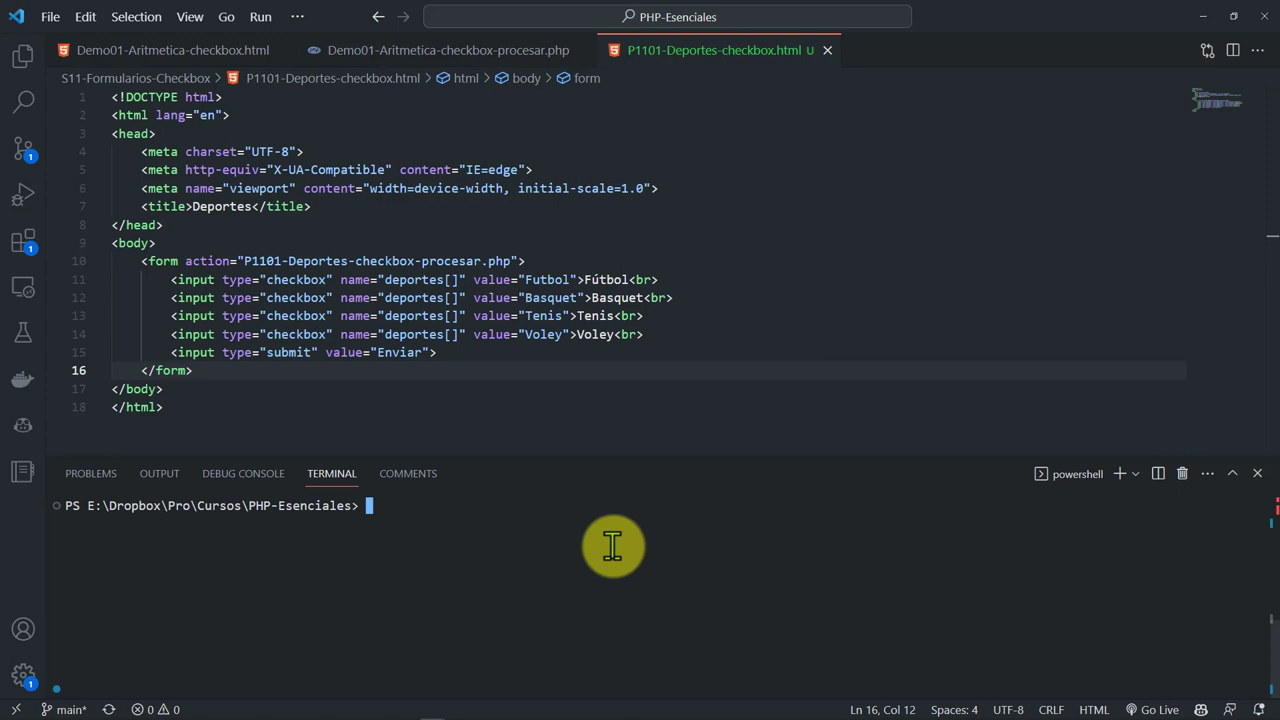 File Edit Selection View Go Run ··· PHP-Esenciales
Demo01-Aritmetica-checkbox.html Demo01-Aritmetica-checkbox-procesar.php P1101-Deportes-checkbox.html U
S11-Formularios-Checkbox > P1101-Deportes-checkbox.html > html > body > form
1 <!DOCTYPE html>
2 <html lang="en">
3 <head>
4 <meta charset="UTF-8">
5 <meta http-equiv="X-UA-Compatible" content="IE=edge">
6 <meta name="viewport" content="width=device-width, initial-scale=1.0">
7 <title>Deportes</title>
8 </head>
9 <body>
10 <form action="P1101-Deportes-checkbox-procesar.php">
11 <input type="checkbox" name="deportes[]" value="Futbol">Fútbol<br>
12 <input type="checkbox" name="deportes[]" value="Basquet">Basquet<br>
13 <input type="checkbox" name="deportes[]" value="Tenis">Tenis<br>
14 <input type="checkbox" name="deportes[]" value="Voley">Voley<br>
15 <input type="submit" value="Enviar">
16 </form>
17 </body>
18 </html>
1
1
PROBLEMS OUTPUT DEBUG CONSOLE TERMINAL COMMENTS powershell
PS E:\Dropbox\Pro\Cursos\PHP-Esenciales>
1
main* 0 0 Ln 16, Col 12 Spaces: 4 UTF-8 CRLF HTML Go Live